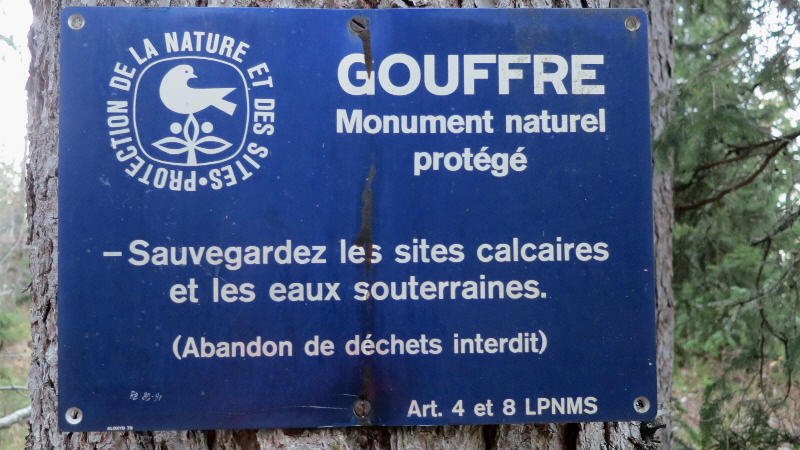 PROTECTION DE LA NATURE ET DES SITES •
GOUFFRE
Monument naturel
protégé
– Sauvegardez les sites calcaires
et les eaux souterraines.
(Abandon de déchets interdit)
Art. 4 et 8 LPNMS